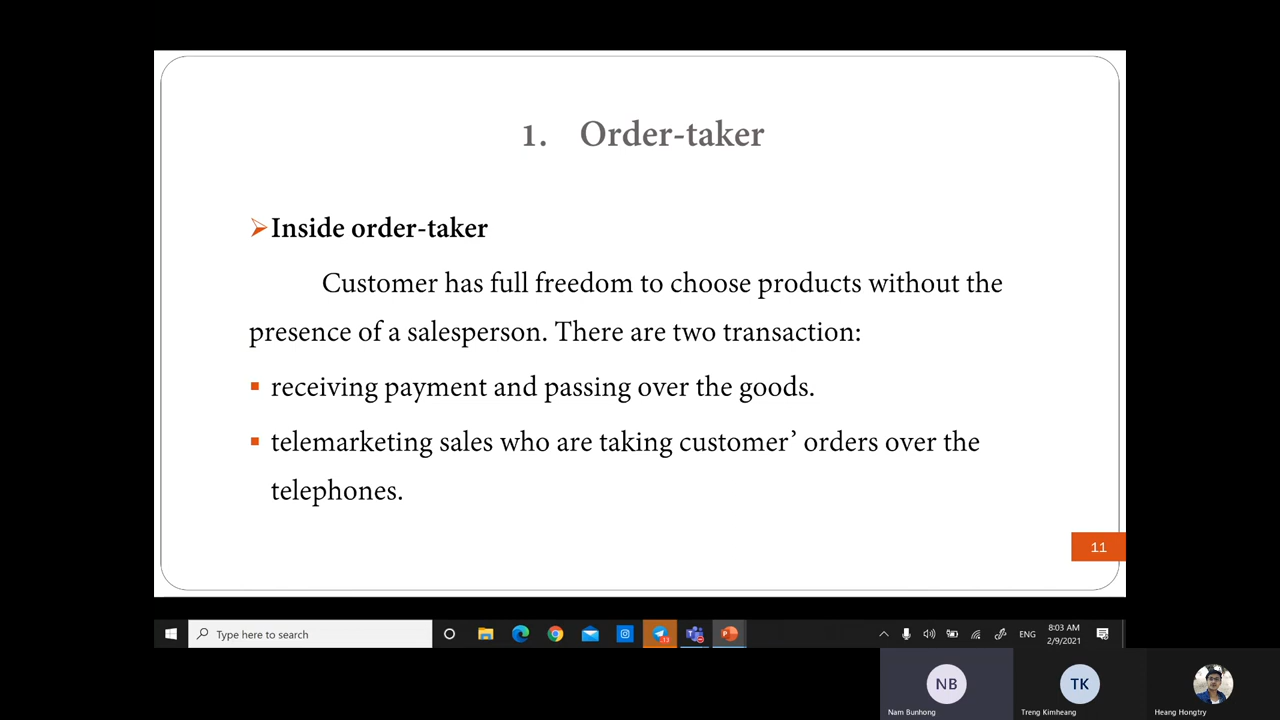 1. Order-taker
Inside order-taker
Customer has full freedom to choose products without the
presence of a salesperson. There are two transaction:
receiving payment and passing over the goods.
telemarketing sales who are taking customer’ orders over the
telephones.
11
Type here to search
ENG
8:03 AM
2/9/2021
NB
TK
Nam Bunhong
Treng Kimheang
Heang Hongtry